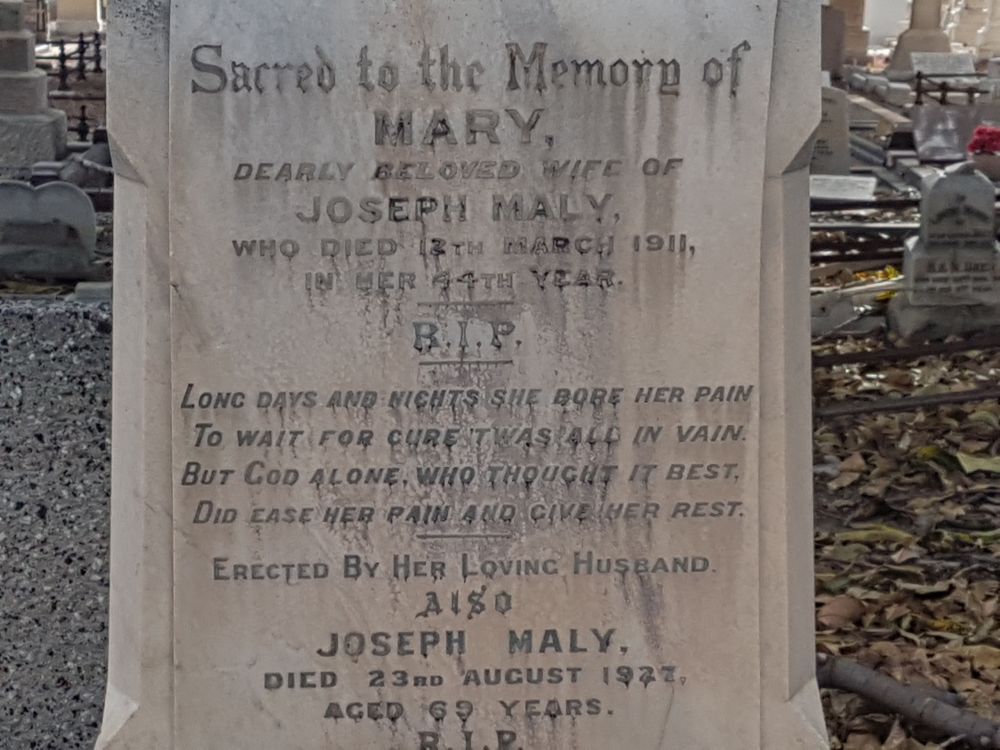 Sacred to the Memory of
MARY,
DEARLY BELOVED WIFE OF
JOSEPH MALY,
WHO DIED 12TH MARCH 1911,
IN HER 44TH YEAR.
R.I.P.
LONG DAYS AND NIGHTS SHE BORE HER PAIN
TO WAIT FOR CURE TWAS ALL IN VAIN.
BUT GOD ALONE, WHO THOUGHT IT BEST,
DID EASE HER PAIN AND GIVE HER REST.
ERECTED BY HER LOVING HUSBAND.
ALSO
JOSEPH MALY,
DIED 23RD AUGUST 1927,
AGED 69 YEARS.
R.I.P.